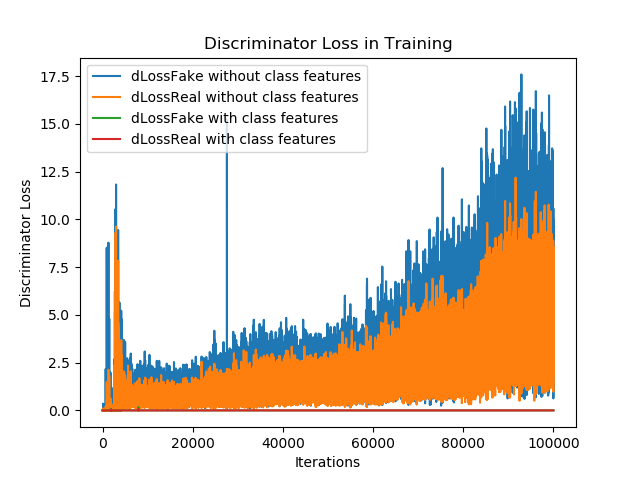 Discriminator Loss in Training
dLossFake without class features
dLossReal without class features
dLossFake with class features
dLossReal with class features
Discriminator Loss
17.5
15.0
12.5
10.0
7.5
5.0
2.5
0.0
0
20000
40000
60000
80000
100000
Iterations